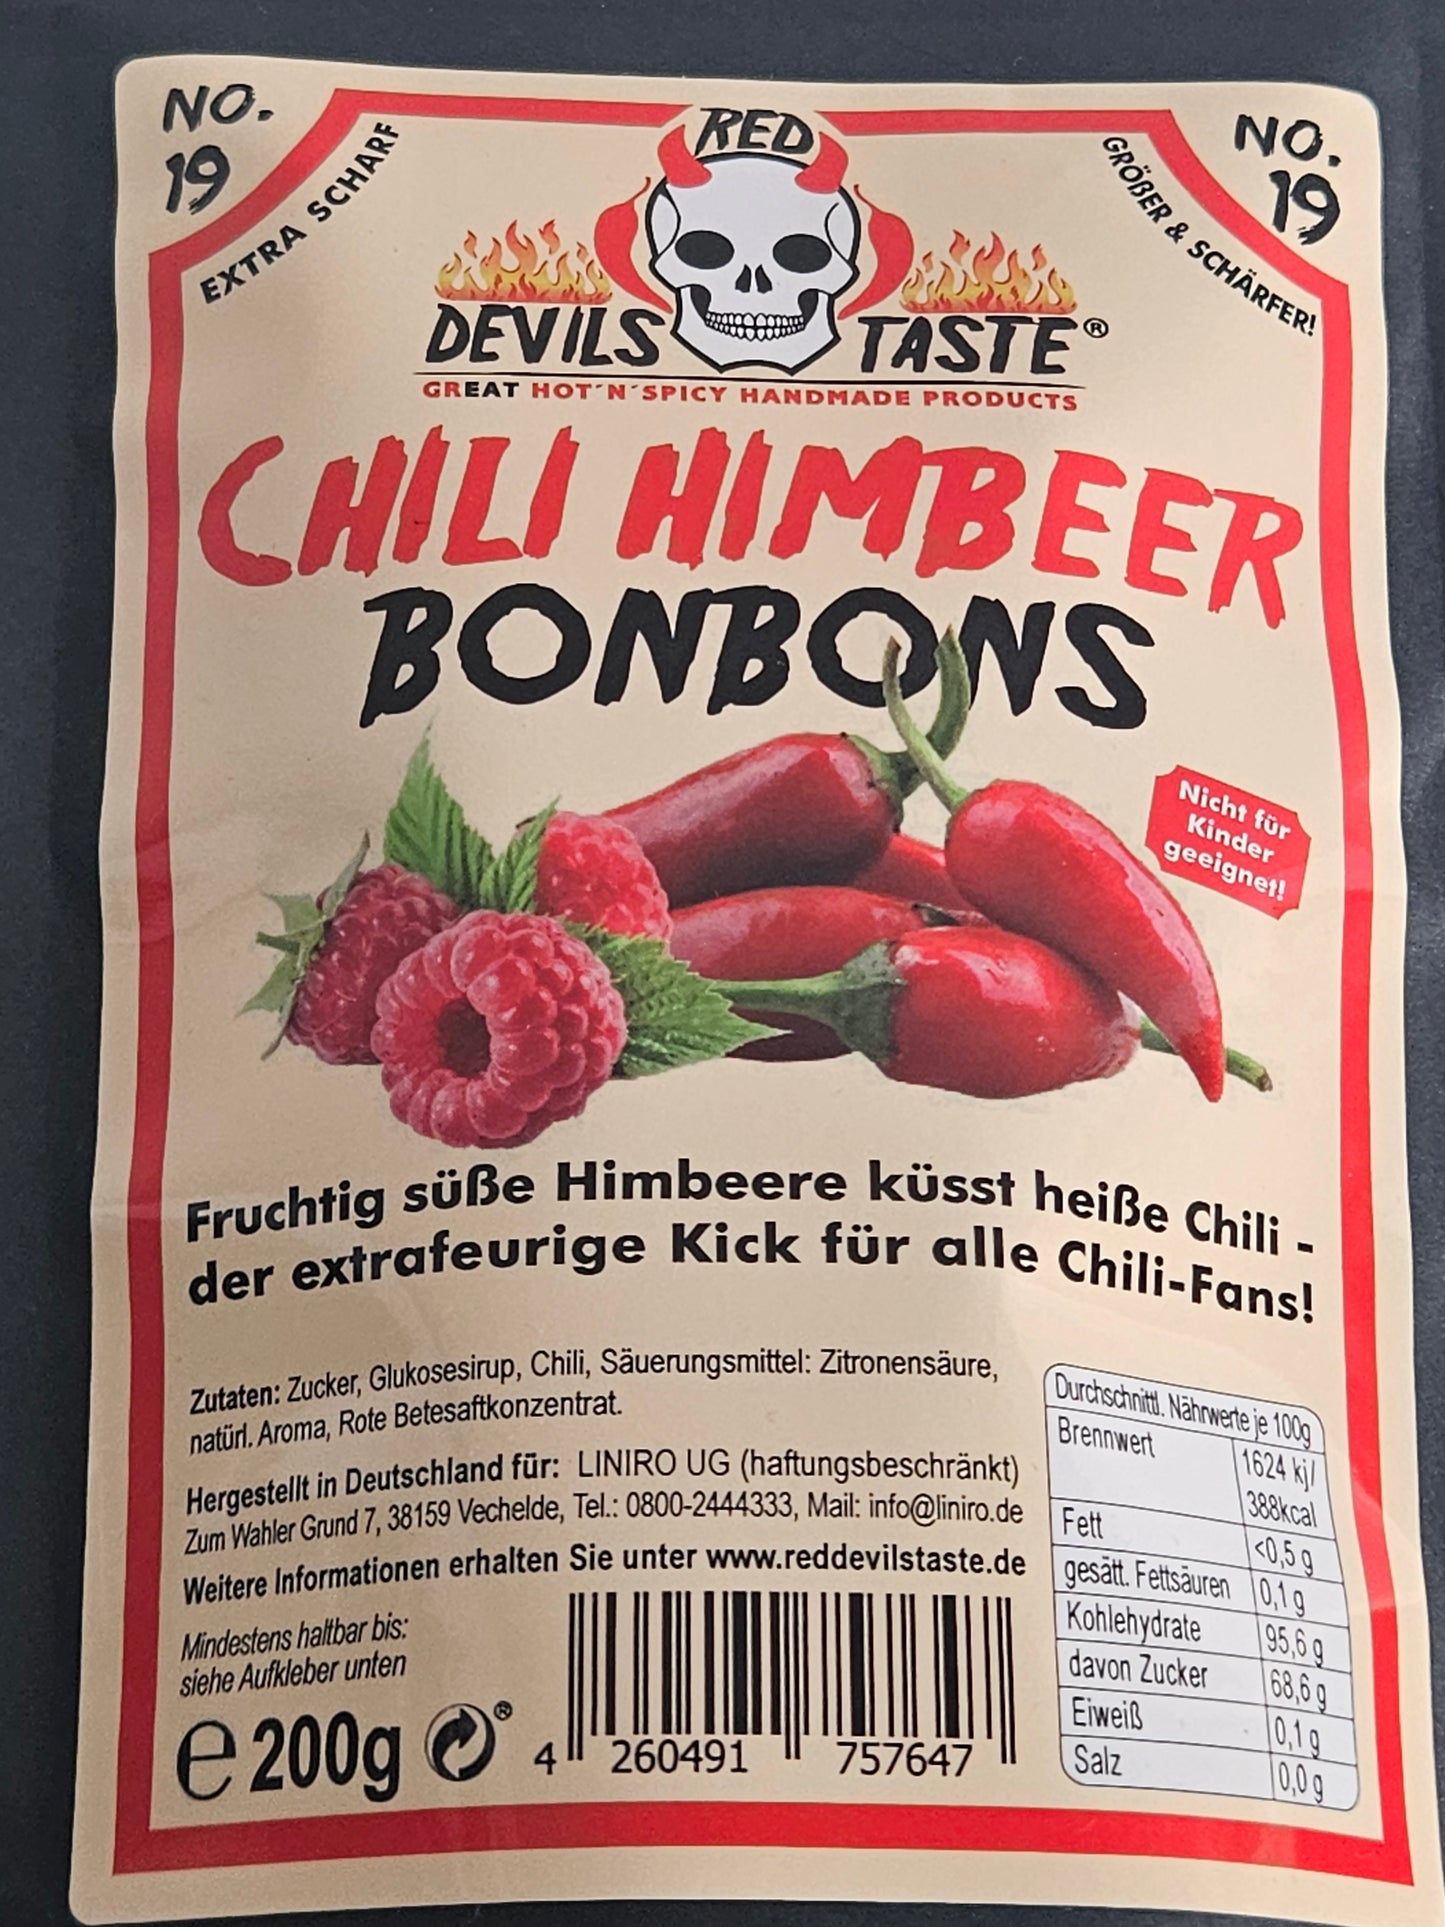 NO.
19
EXTRA SCHARF
NO.
19
GRÖßER & SCHÄRFER!
RED
DEVILS TASTE®
GREAT HOT´N´SPICY HANDMADE PRODUCTS
CHILI HIMBEER
BONBONS
Nicht für
Kinder
geeignet!
Fruchtig süße Himbeere küsst heiße Chili -
der extrafeurige Kick für alle Chili-Fans!
Zutaten: Zucker, Glukosesirup, Chili, Säuerungsmittel: Zitronensäure,
natürl. Aroma, Rote Betesaftkonzentrat.
Hergestellt in Deutschland für: LINIRO UG (haftungsbeschränkt)
Zum Wahler Grund 7, 38159 Vechelde, Tel.: 0800-2444333, Mail: info@liniro.de
Weitere Informationen erhalten Sie unter www.reddevilstaste.de
Mindestens haltbar bis:
siehe Aufkleber unten
e 200g ®
4 260491 757647
Durchschnittl. Nährwerte je 100g
Brennwert 1624 kj/
388kcal
Fett <0,5 g
gesätt. Fettsäuren 0,1 g
Kohlehydrate 95,6 g
davon Zucker 68,6 g
Eiweiß 0,1 g
Salz 0,0 g